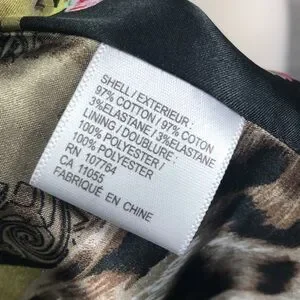 SHELL / EXTERIEUR :
97% COTTON / 97% COTON
3%ELASTANE / 3%ELASTANE
LINING / DOUBLURE :
100% POLYESTER /
100% POLYESTER
RN 107784
CA 11055
FABRIQUÉ EN CHINE